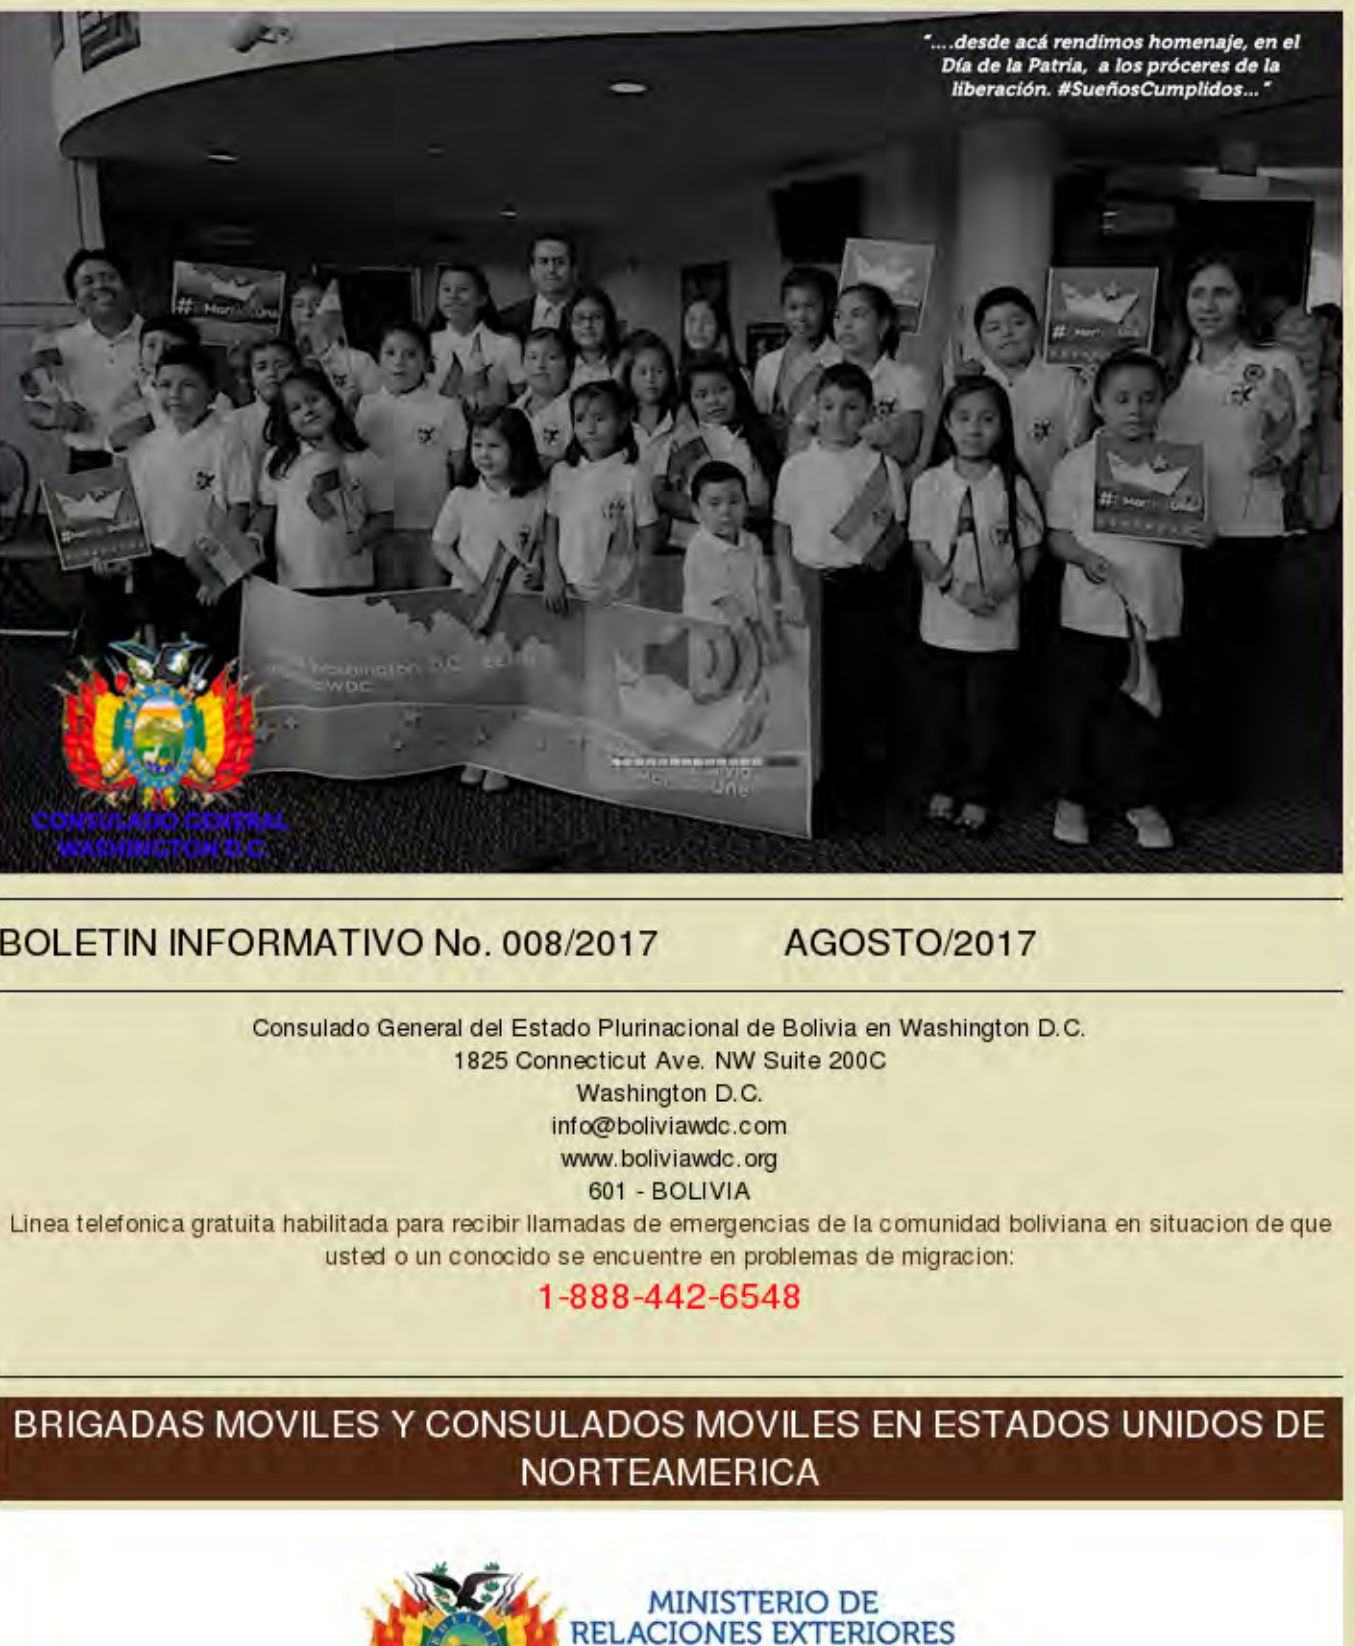 "....desde acá rendimos homenaje, en el
Día de la Patria, a los próceres de la
liberación. #SueñosCumplidos..."
CONSULADO GENERAL
WASHINGTON D.C.
BOLETIN INFORMATIVO No. 008/2017 AGOSTO/2017
Consulado General del Estado Plurinacional de Bolivia en Washington D.C.
1825 Connecticut Ave. NW Suite 200C
Washington D.C.
info@boliviawdc.com
www.boliviawdc.org
601 - BOLIVIA
Linea telefonica gratuita habilitada para recibir llamadas de emergencias de la comunidad boliviana en situacion de que
usted o un conocido se encuentre en problemas de migracion:
1-888-442-6548
BRIGADAS MOVILES Y CONSULADOS MOVILES EN ESTADOS UNIDOS DE
NORTEAMERICA
MINISTERIO DE
RELACIONES EXTERIORES